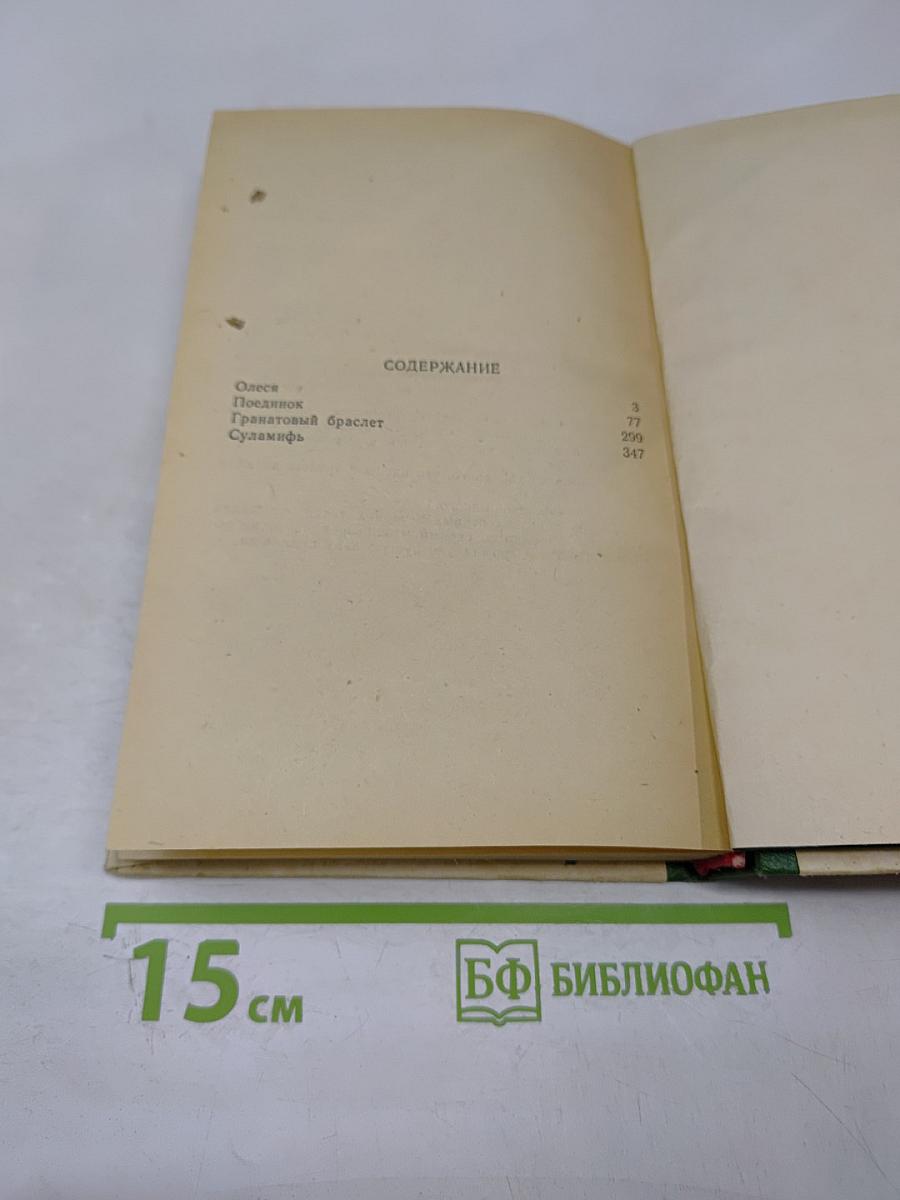 СОДЕРЖАНИЕ
Олеся 3
Поединок 77
Гранатовый браслет 299
Суламифь 347
15 см
БФ БИБЛИОФАН